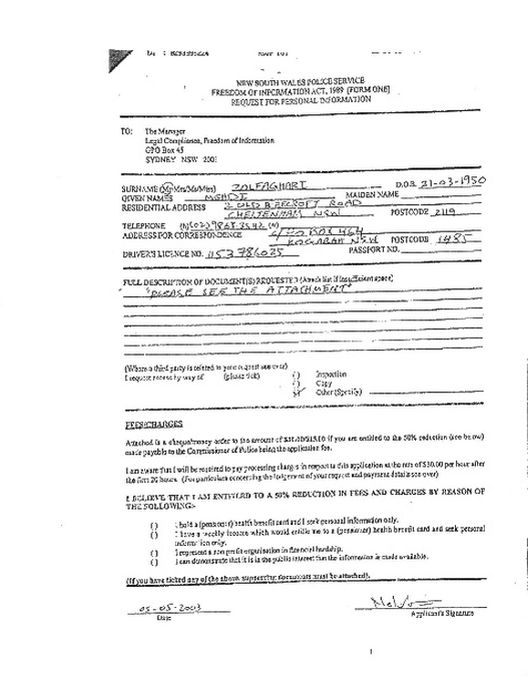 NEW SOUTH WALES POLICE SERVICE
FREEDOM OF INFORMATION ACT, 1989 (FORM ONE)
REQUEST FOR PERSONAL INFORMATION
TO: The Manager
Legal Compliance, Freedom of Information
GPO Box 45
SYDNEY NSW 2001
SURNAME (Mr/Mrs/Ms/Miss) ZOLFAGHARI D.O.B. 21-03-1950
GIVEN NAMES MEHDI MAIDEN NAME
RESIDENTIAL ADDRESS 2 OLD BEECROFT ROAD
CHELTENHAM NSW POSTCODE 2119
TELEPHONE (H) (02) (W)
ADDRESS FOR CORRESPONDENCE BOX 464
KOGARAH NSW POSTCODE 1485
DRIVER'S LICENCE NO. PASSPORT NO.
FULL DESCRIPTION OF DOCUMENT(S) REQUESTED (Attach list if insufficient space)
"PLEASE SEE THE ATTACHMENT"
(Where a third party is related to your request see over)
I request access by way of (please tick)
( ) Inspection
( ) Copy
Other (Specify)
FEES/CHARGES
Attached is a cheque/money order to the amount of $30.00/$15.00 if you are entitled to the 50% reduction (see below)
made payable to the Commissioner of Police being the application fee.
I am aware that I will be required to pay processing charges in respect to this application at the rate of $30.00 per hour after
the first 20 hours. (For particulars concerning the lodgement of your request and payment details see over)
I BELIEVE THAT I AM ENTITLED TO A 50% REDUCTION IN FEES AND CHARGES BY REASON OF
THE FOLLOWING:-
( ) I hold a (pensioner) health benefit card and I seek personal information only.
( ) I have a weekly income which would entitle me to a (pensioner) health benefit card and seek personal
information only.
( ) I represent a non profit organisation in financial hardship.
( ) I can demonstrate that it is in the public interest that the information is made available.
(If you have ticked any of the above supporting documents must be attached).
05-05-2003
Date
Applicant's Signature
1